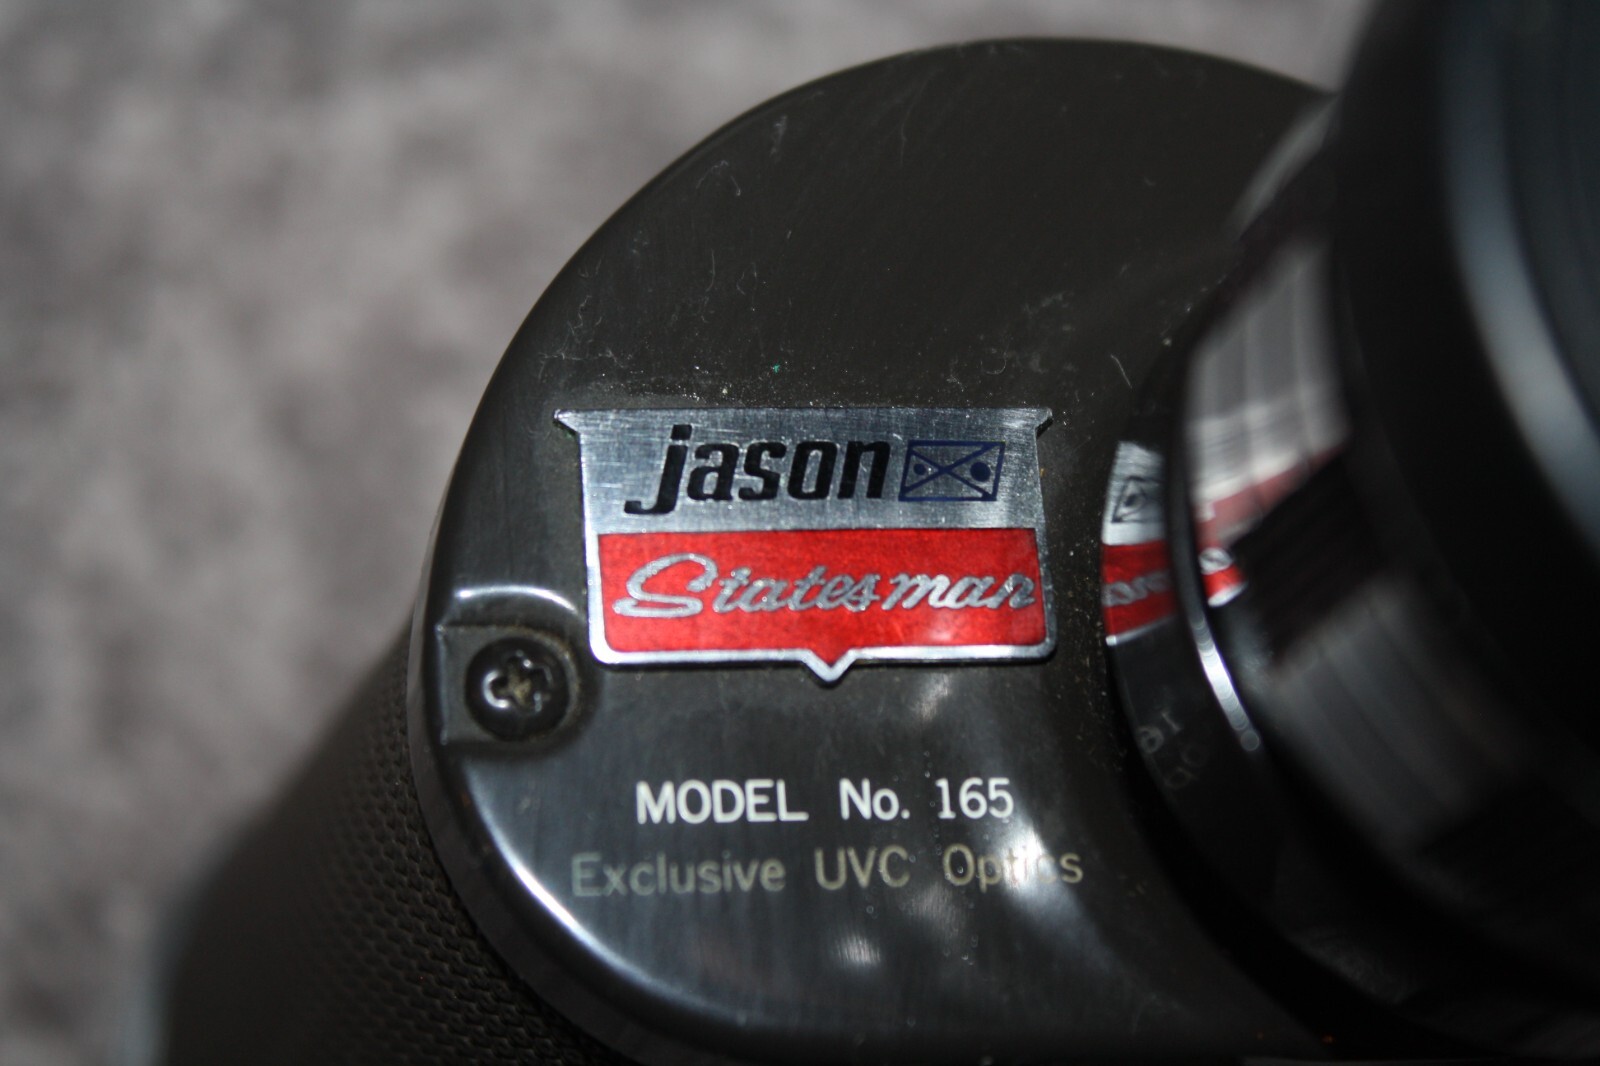 jason
Statesman
MODEL No. 165
Exclusive UVC Optics